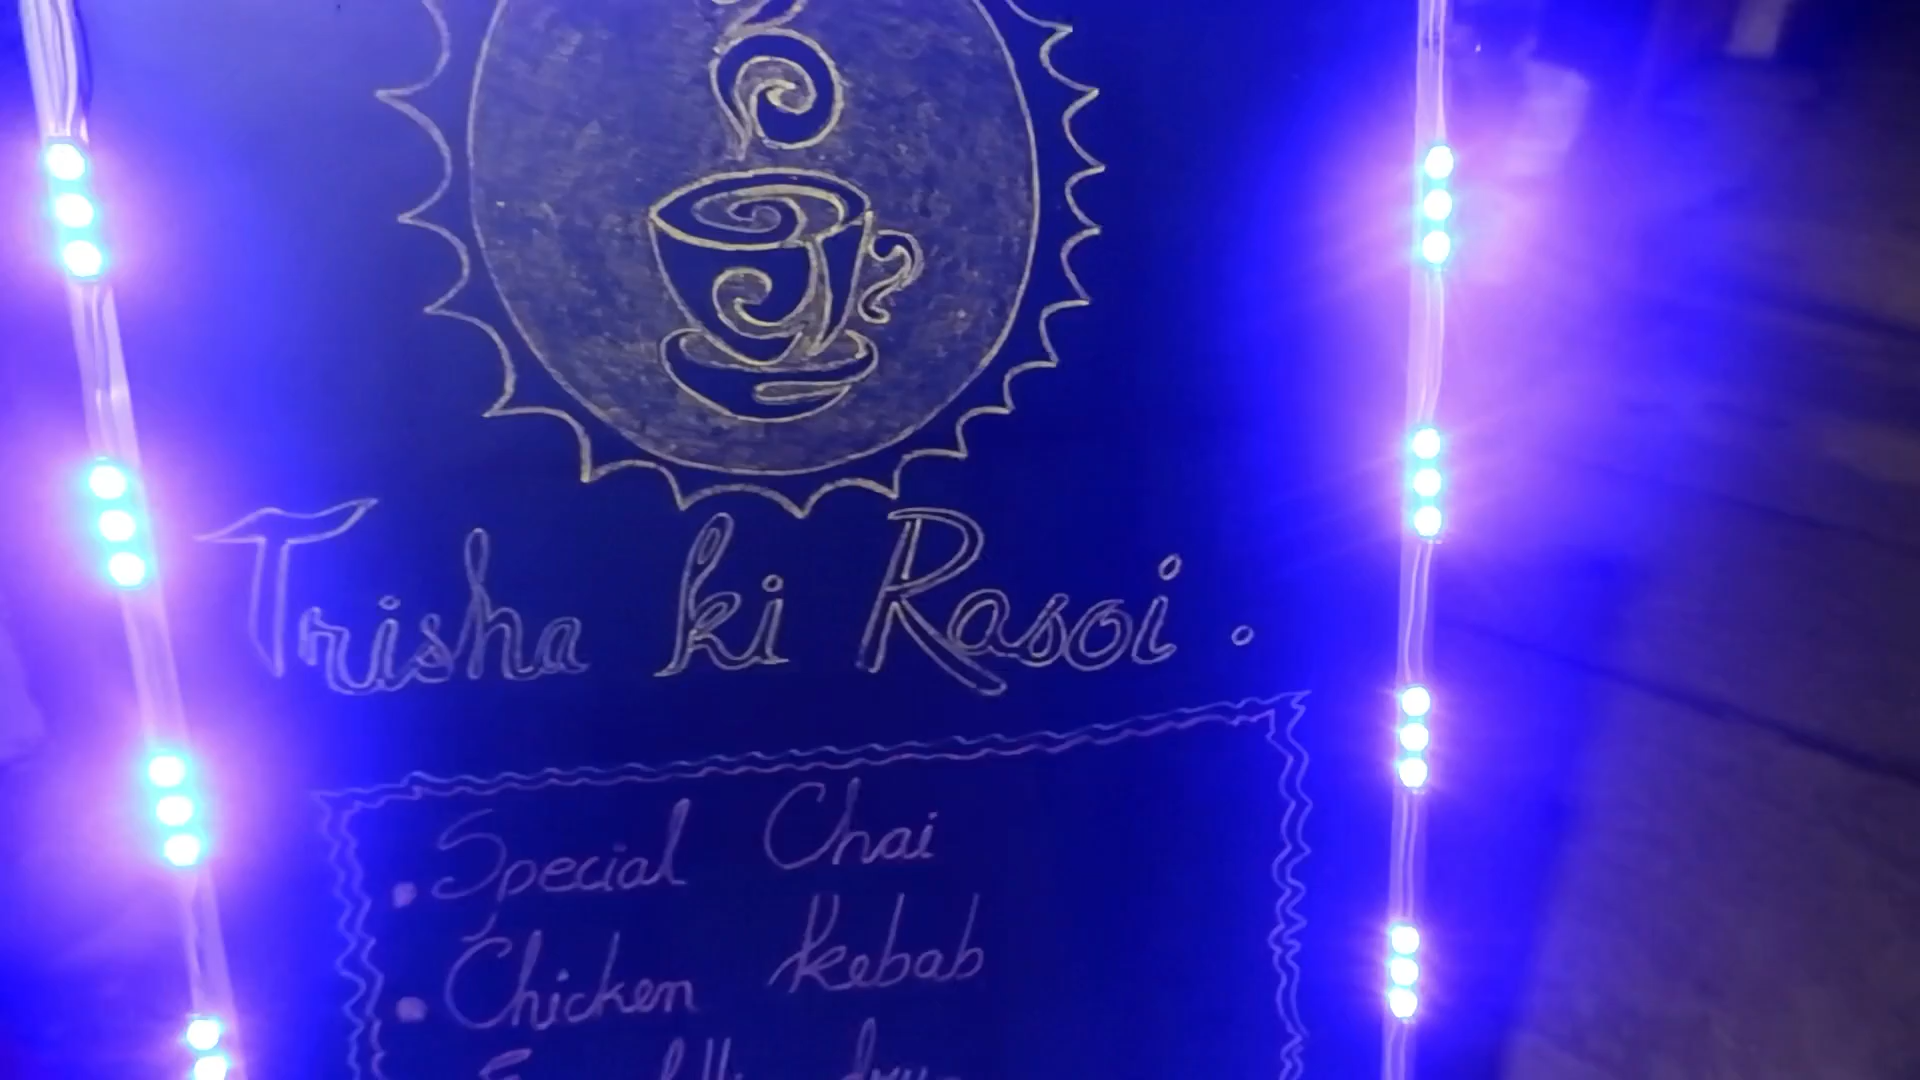 Trisha ki Rasoi.
• Special Chai
• Chicken Kebab